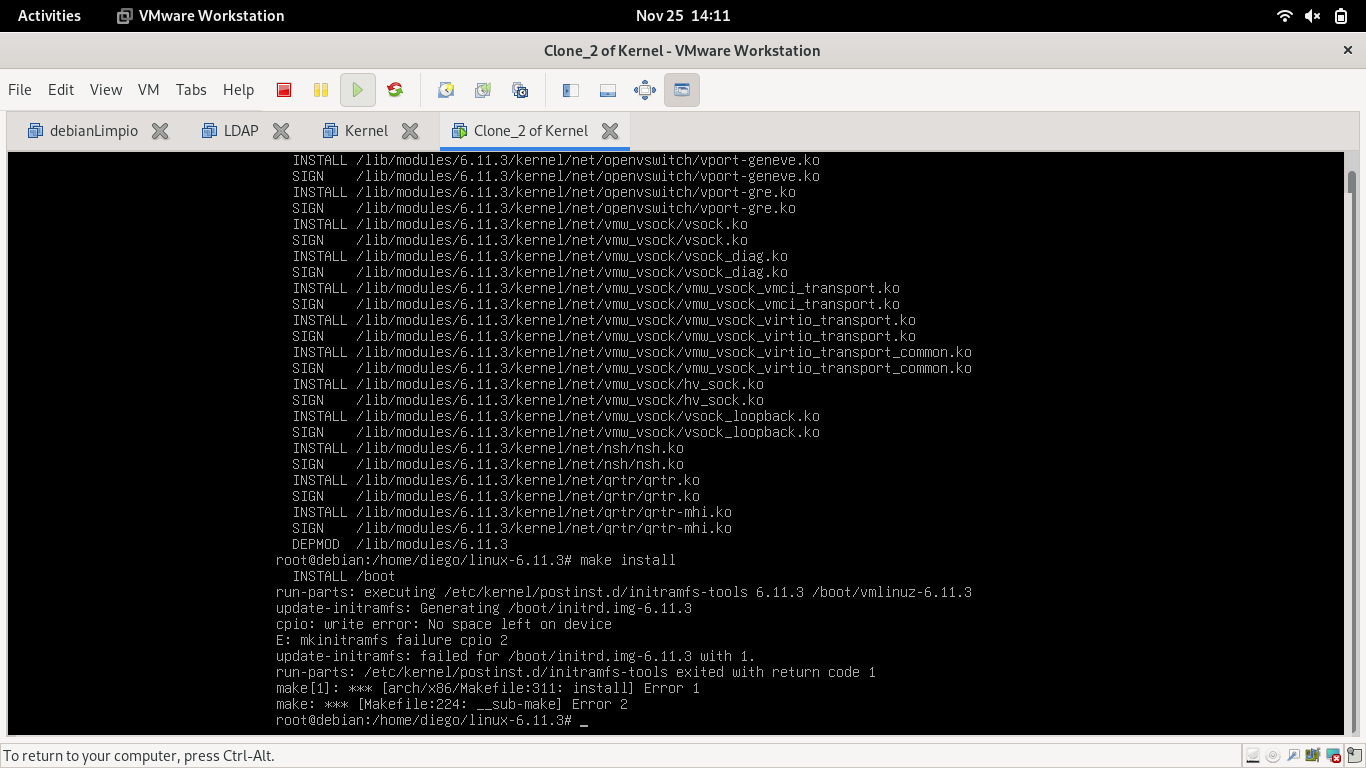 Activities VMware Workstation Nov 25 14:11
Clone_2 of Kernel - VMware Workstation
File Edit View VM Tabs Help
debianLimpio LDAP Kernel Clone_2 of Kernel
INSTALL /lib/modules/6.11.3/kernel/net/openvswitch/vport-geneve.ko
SIGN /lib/modules/6.11.3/kernel/net/openvswitch/vport-geneve.ko
INSTALL /lib/modules/6.11.3/kernel/net/openvswitch/vport-gre.ko
SIGN /lib/modules/6.11.3/kernel/net/openvswitch/vport-gre.ko
INSTALL /lib/modules/6.11.3/kernel/net/vmw_vsock/vsock.ko
SIGN /lib/modules/6.11.3/kernel/net/vmw_vsock/vsock.ko
INSTALL /lib/modules/6.11.3/kernel/net/vmw_vsock/vsock_diag.ko
SIGN /lib/modules/6.11.3/kernel/net/vmw_vsock/vsock_diag.ko
INSTALL /lib/modules/6.11.3/kernel/net/vmw_vsock/vmw_vsock_vmci_transport.ko
SIGN /lib/modules/6.11.3/kernel/net/vmw_vsock/vmw_vsock_vmci_transport.ko
INSTALL /lib/modules/6.11.3/kernel/net/vmw_vsock/vmw_vsock_virtio_transport.ko
SIGN /lib/modules/6.11.3/kernel/net/vmw_vsock/vmw_vsock_virtio_transport.ko
INSTALL /lib/modules/6.11.3/kernel/net/vmw_vsock/vmw_vsock_virtio_transport_common.ko
SIGN /lib/modules/6.11.3/kernel/net/vmw_vsock/vmw_vsock_virtio_transport_common.ko
INSTALL /lib/modules/6.11.3/kernel/net/vmw_vsock/hv_sock.ko
SIGN /lib/modules/6.11.3/kernel/net/vmw_vsock/hv_sock.ko
INSTALL /lib/modules/6.11.3/kernel/net/vmw_vsock/vsock_loopback.ko
SIGN /lib/modules/6.11.3/kernel/net/vmw_vsock/vsock_loopback.ko
INSTALL /lib/modules/6.11.3/kernel/net/nsh/nsh.ko
SIGN /lib/modules/6.11.3/kernel/net/nsh/nsh.ko
INSTALL /lib/modules/6.11.3/kernel/net/qrtr/qrtr.ko
SIGN /lib/modules/6.11.3/kernel/net/qrtr/qrtr.ko
INSTALL /lib/modules/6.11.3/kernel/net/qrtr/qrtr-mhi.ko
SIGN /lib/modules/6.11.3/kernel/net/qrtr/qrtr-mhi.ko
DEPMOD /lib/modules/6.11.3
root@debian:/home/diego/linux-6.11.3# make install
INSTALL /boot
run-parts: executing /etc/kernel/postinst.d/initramfs-tools 6.11.3 /boot/vmlinuz-6.11.3
update-initramfs: Generating /boot/initrd.img-6.11.3
cpio: write error: No space left on device
E: mkinitramfs failure cpio 2
update-initramfs: failed for /boot/initrd.img-6.11.3 with 1.
run-parts: /etc/kernel/postinst.d/initramfs-tools exited with return code 1
make[1]: *** [arch/x86/Makefile:311: install] Error 1
make: *** [Makefile:224: __sub-make] Error 2
root@debian:/home/diego/linux-6.11.3# _
To return to your computer, press Ctrl-Alt.